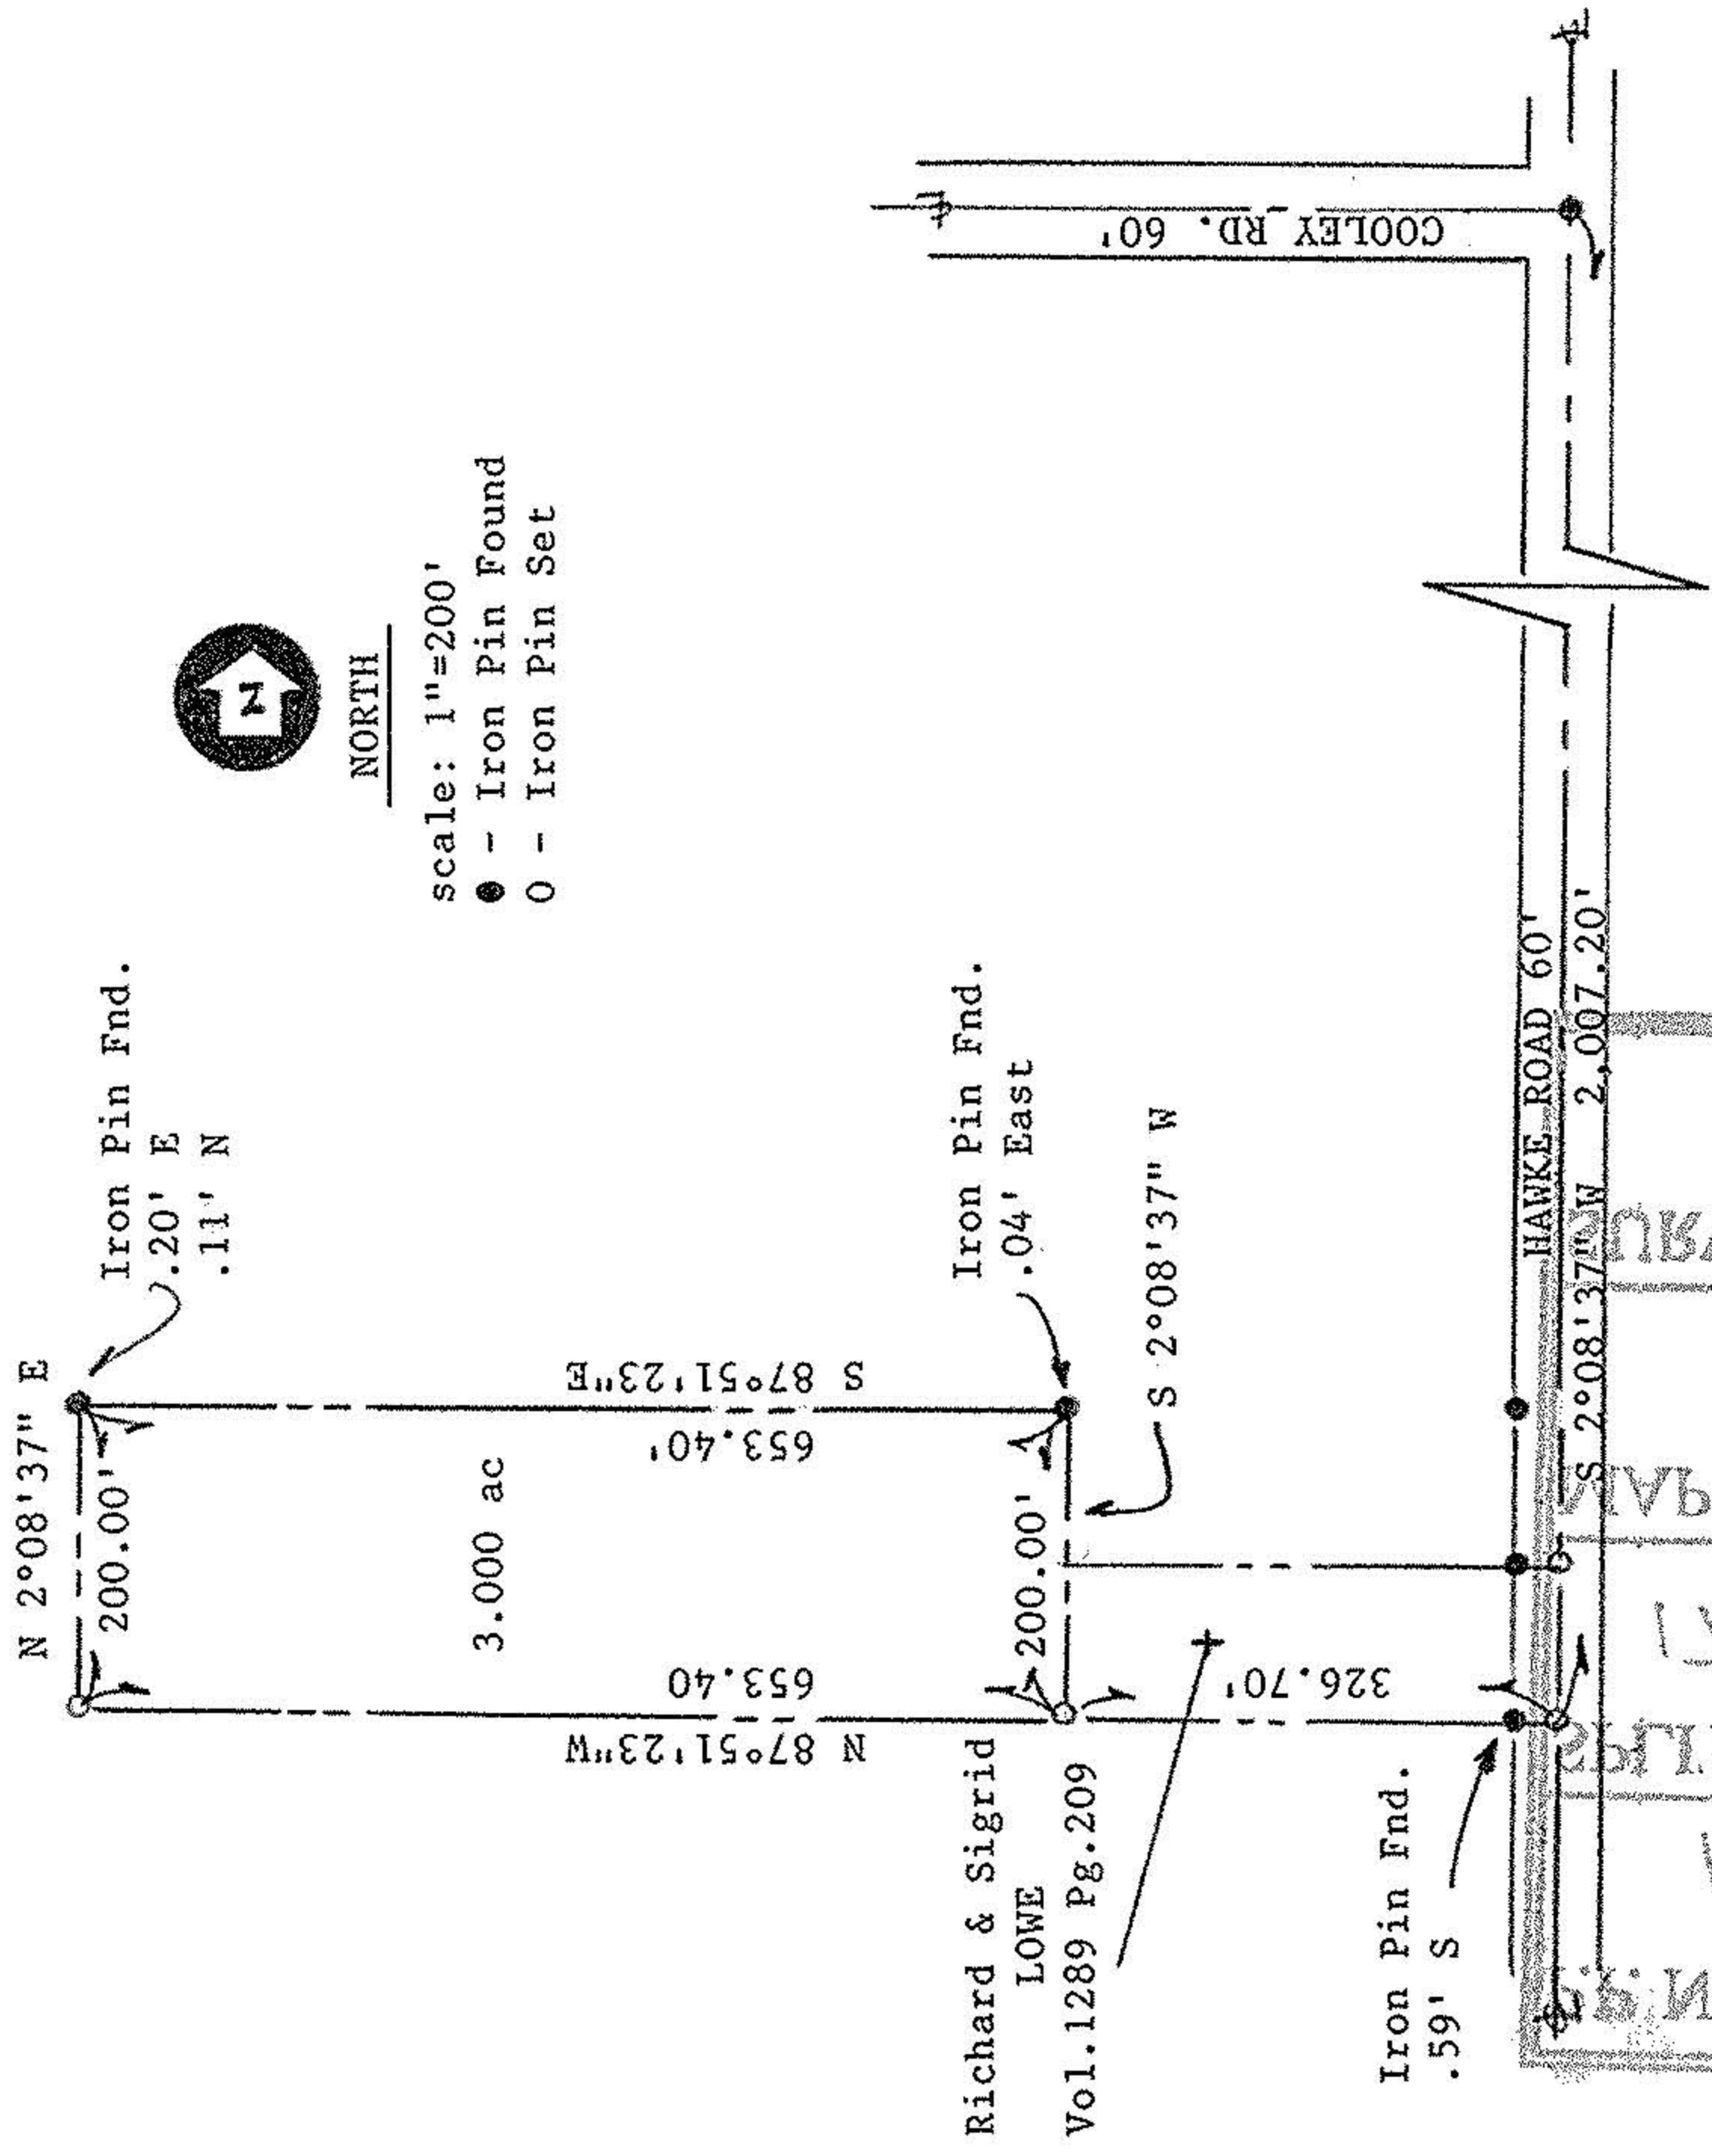 N 2°08'37" E
200.00'
Iron Pin Fnd.
.20' E
.11' N
N
NORTH
scale: 1"=200'
● - Iron Pin Found
O - Iron Pin Set
3.000 ac
S 87°51'23"E
653.40'
653.40
N 87°51'23"W
200.00'
Iron Pin Fnd.
.04' East
S 2°08'37" W
Richard & Sigrid
LOWE
Vol.1289 Pg.209
326.70'
Iron Pin Fnd.
.59' S
COOLEY RD. 60'
HAWKE ROAD 60'
S 2°08'37" W 2,007.20'
MAP